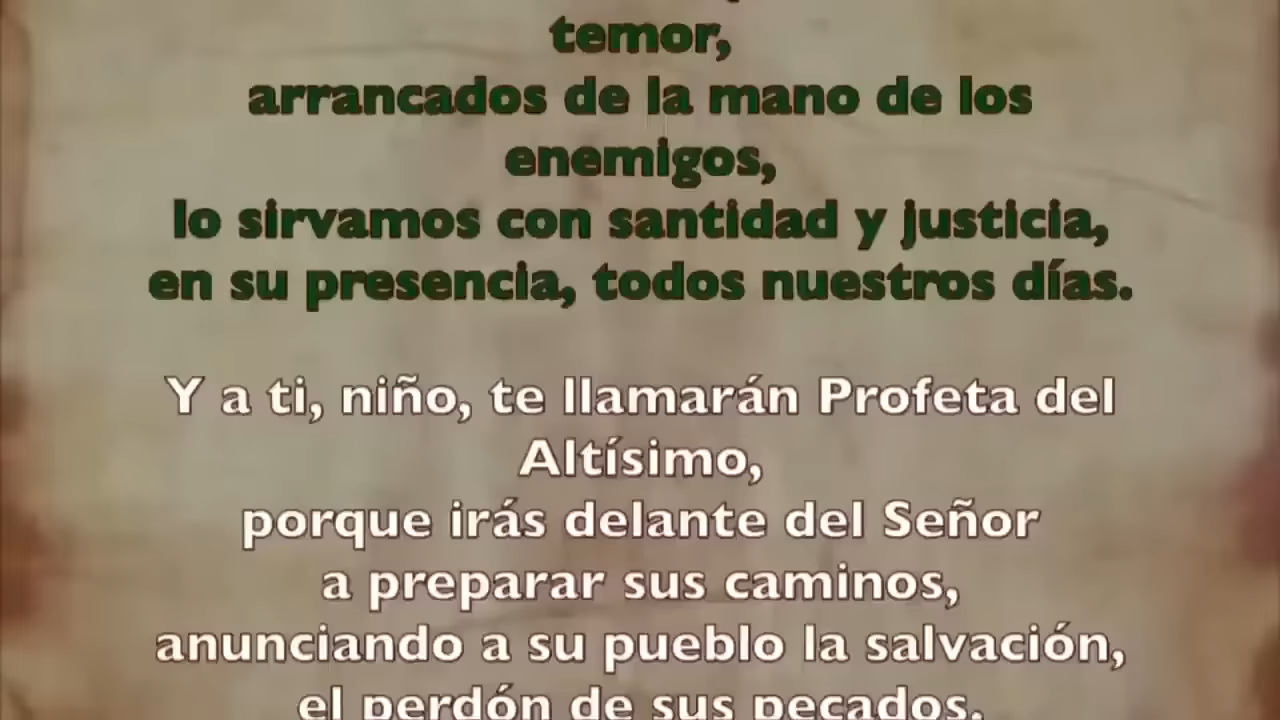 temor,
arrancados de la mano de los
enemigos,
lo sirvamos con santidad y justicia,
en su presencia, todos nuestros días.
Y a ti, niño, te llamarán Profeta del
Altísimo,
porque irás delante del Señor
a preparar sus caminos,
anunciando a su pueblo la salvación,
el perdón de sus pecados.